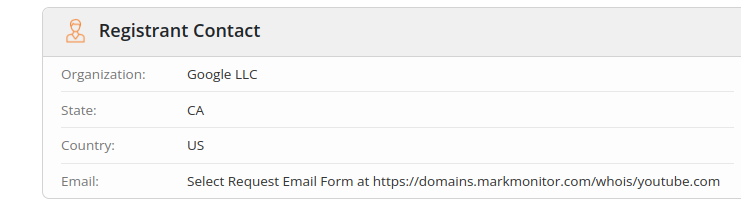 Registrant Contact
Organization: Google LLC
State: CA
Country: US
Email: Select Request Email Form at https://domains.markmonitor.com/whois/youtube.com